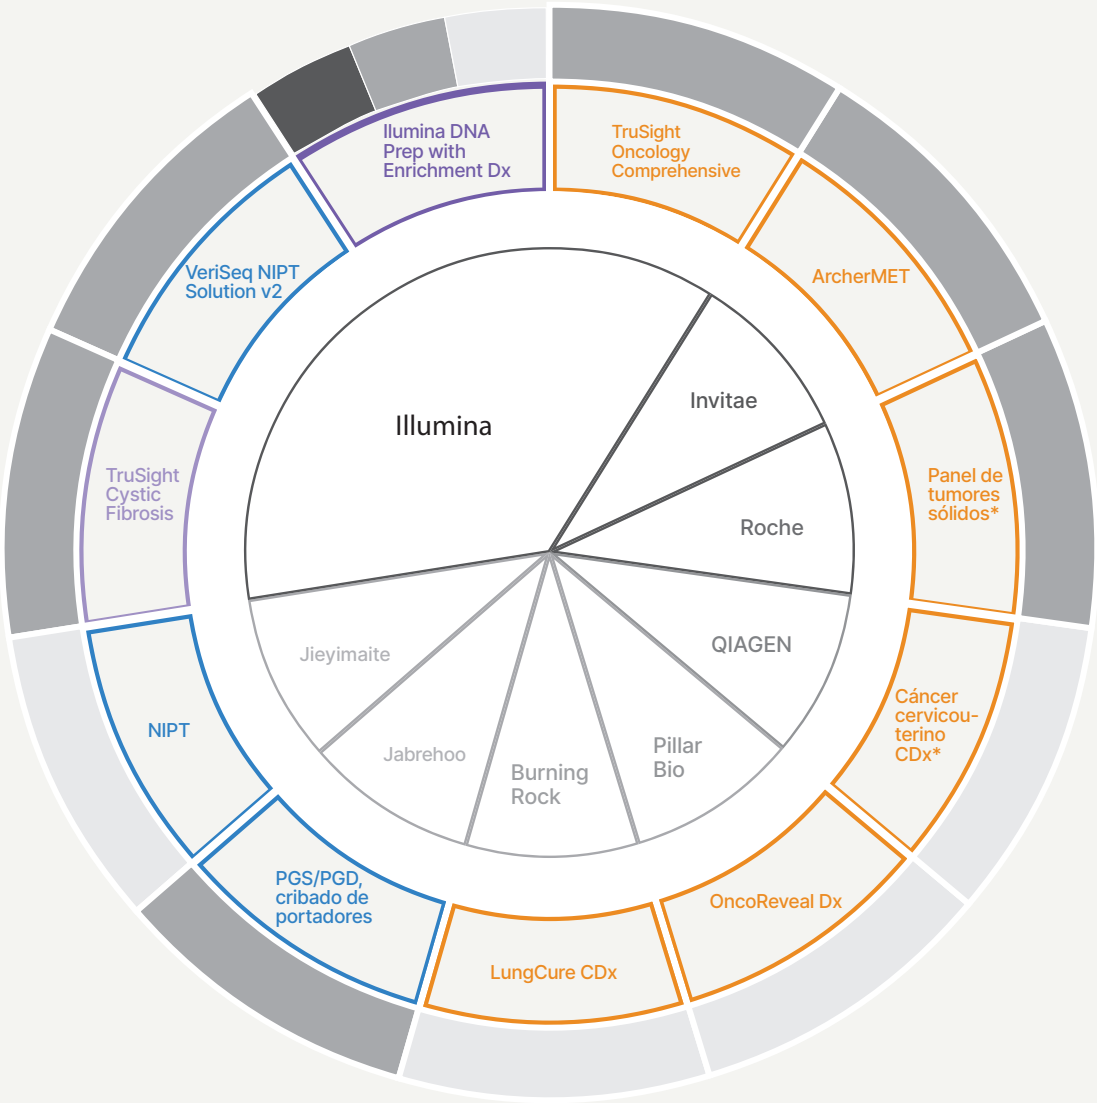 Ilumina DNA
Prep with
Enrichment Dx
TruSight
Oncology
Comprehensive
ArcherMET
Panel de
tumores
sólidos*
Cáncer
cervicou-
terino
CDx*
OncoReveal Dx
LungCure CDx
PGS/PGD,
cribado de
portadores
NIPT
TruSight
Cystic
Fibrosis
VeriSeq NIPT
Solution v2
Illumina
Invitae
Roche
QIAGEN
Pillar
Bio
Burning
Rock
Jabrehoo
Jieyimaite